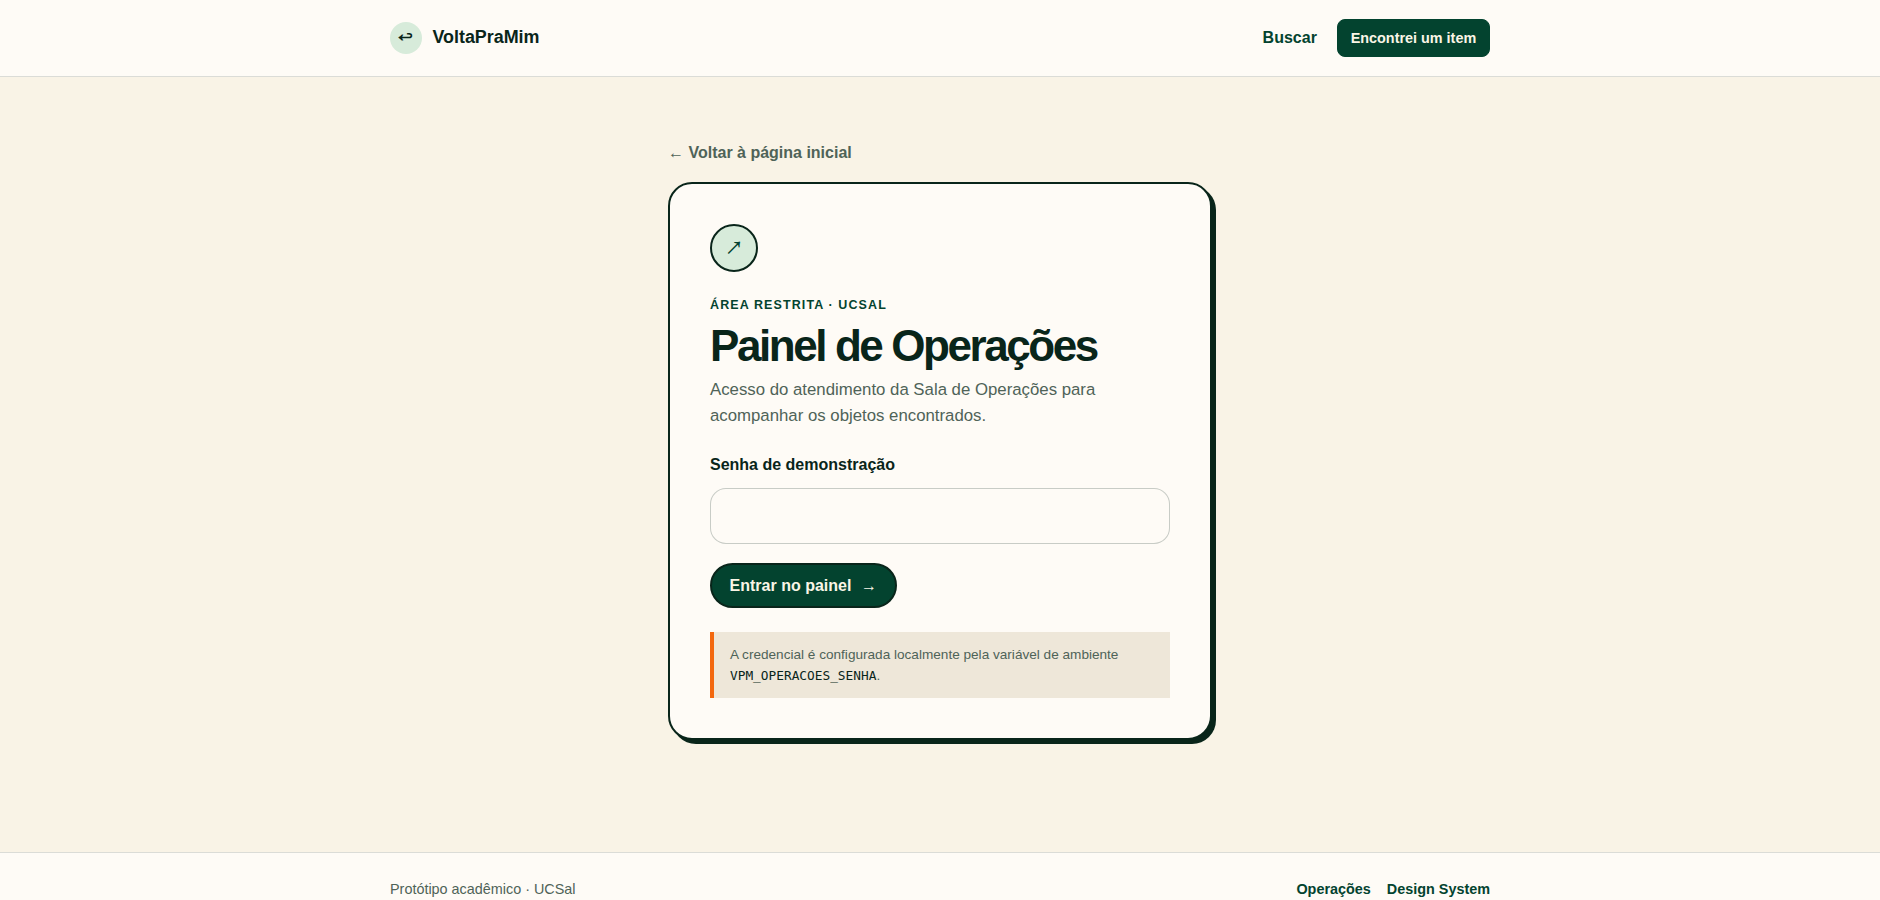 ↩ VoltaPraMim
Buscar
Encontrei um item
← Voltar à página inicial
↗
ÁREA RESTRITA · UCSAL
Painel de Operações
Acesso do atendimento da Sala de Operações para
acompanhar os objetos encontrados.
Senha de demonstração
Entrar no painel →
A credencial é configurada localmente pela variável de ambiente
VPM_OPERACOES_SENHA.
Protótipo acadêmico · UCSal
Operações
Design System